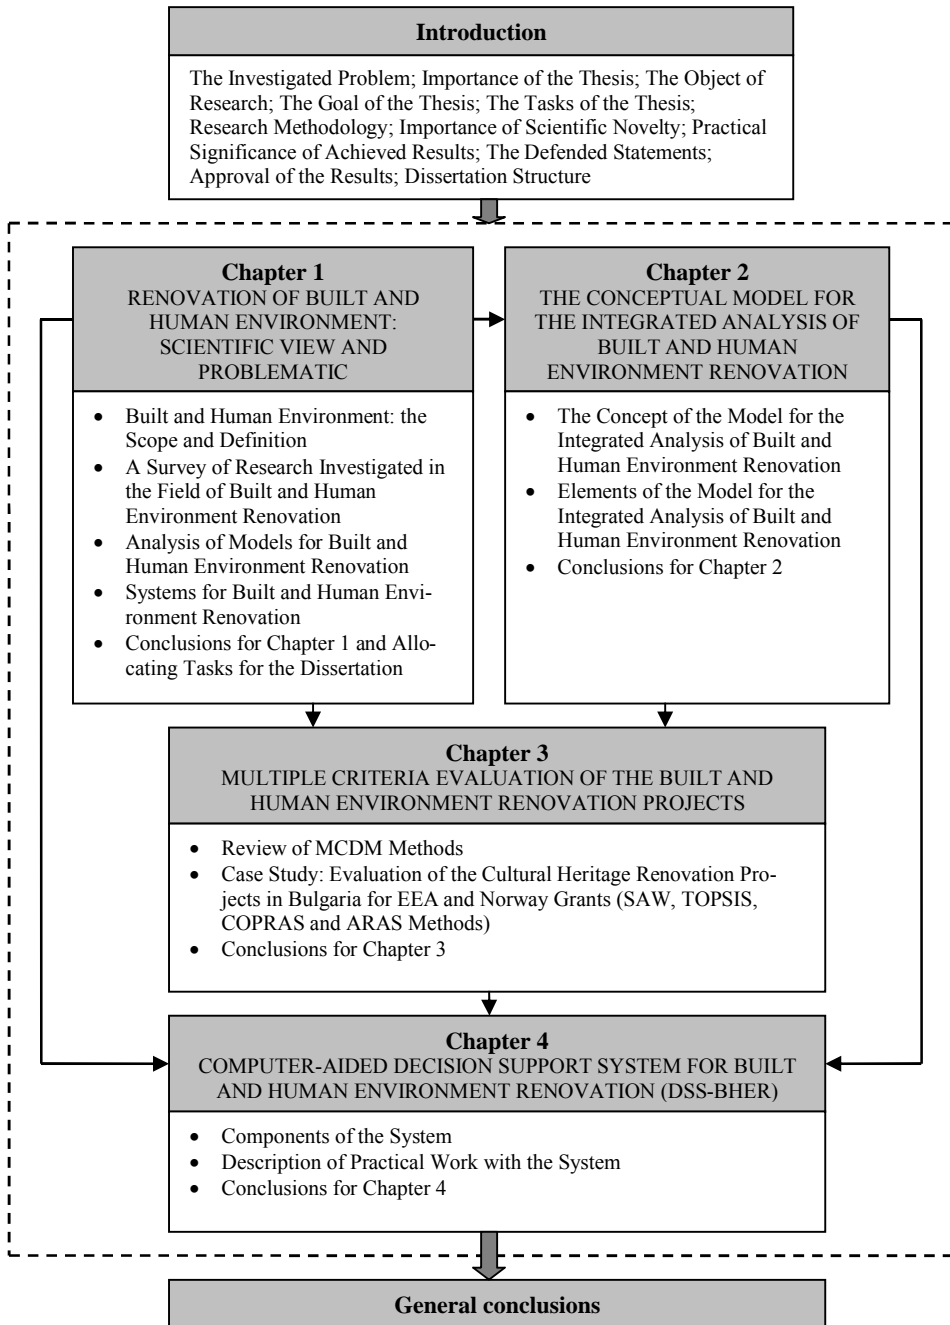 Introduction
The Investigated Problem; Importance of the Thesis; The Object of
Research; The Goal of the Thesis; The Tasks of the Thesis;
Research Methodology; Importance of Scientific Novelty; Practical
Significance of Achieved Results; The Defended Statements;
Approval of the Results; Dissertation Structure
Chapter 1
RENOVATION OF BUILT AND
HUMAN ENVIRONMENT:
SCIENTIFIC VIEW AND
PROBLEMATIC
• Built and Human Environment: the
Scope and Definition
• A Survey of Research Investigated in
the Field of Built and Human
Environment Renovation
• Analysis of Models for Built and
Human Environment Renovation
• Systems for Built and Human Envi-
ronment Renovation
• Conclusions for Chapter 1 and Allo-
cating Tasks for the Dissertation
Chapter 2
THE CONCEPTUAL MODEL FOR
THE INTEGRATED ANALYSIS OF
BUILT AND HUMAN
ENVIRONMENT RENOVATION
• The Concept of the Model for the
Integrated Analysis of Built and
Human Environment Renovation
• Elements of the Model for the
Integrated Analysis of Built and
Human Environment Renovation
• Conclusions for Chapter 2
Chapter 3
MULTIPLE CRITERIA EVALUATION OF THE BUILT AND
HUMAN ENVIRONMENT RENOVATION PROJECTS
• Review of MCDM Methods
• Case Study: Evaluation of the Cultural Heritage Renovation Pro-
jects in Bulgaria for EEA and Norway Grants (SAW, TOPSIS,
COPRAS and ARAS Methods)
• Conclusions for Chapter 3
Chapter 4
COMPUTER-AIDED DECISION SUPPORT SYSTEM FOR BUILT
AND HUMAN ENVIRONMENT RENOVATION (DSS-BHER)
• Components of the System
• Description of Practical Work with the System
• Conclusions for Chapter 4
General conclusions